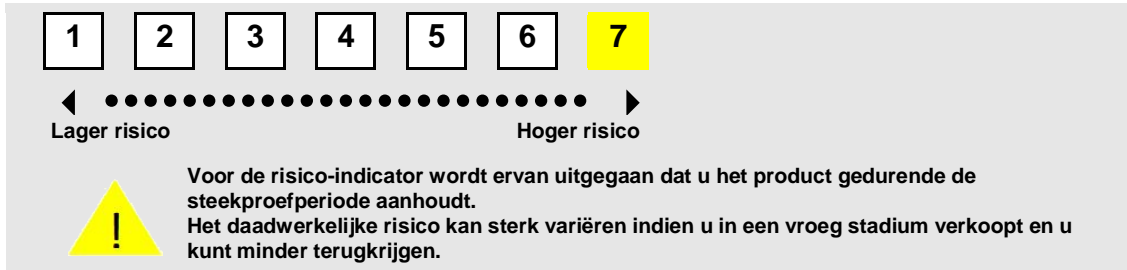 1 2 3 4 5 6 7
Lager risico Hoger risico
Voor de risico-indicator wordt ervan uitgegaan dat u het product gedurende de
steekproefperiode aanhoudt.
Het daadwerkelijke risico kan sterk variëren indien u in een vroeg stadium verkoopt en u
kunt minder terugkrijgen.
!